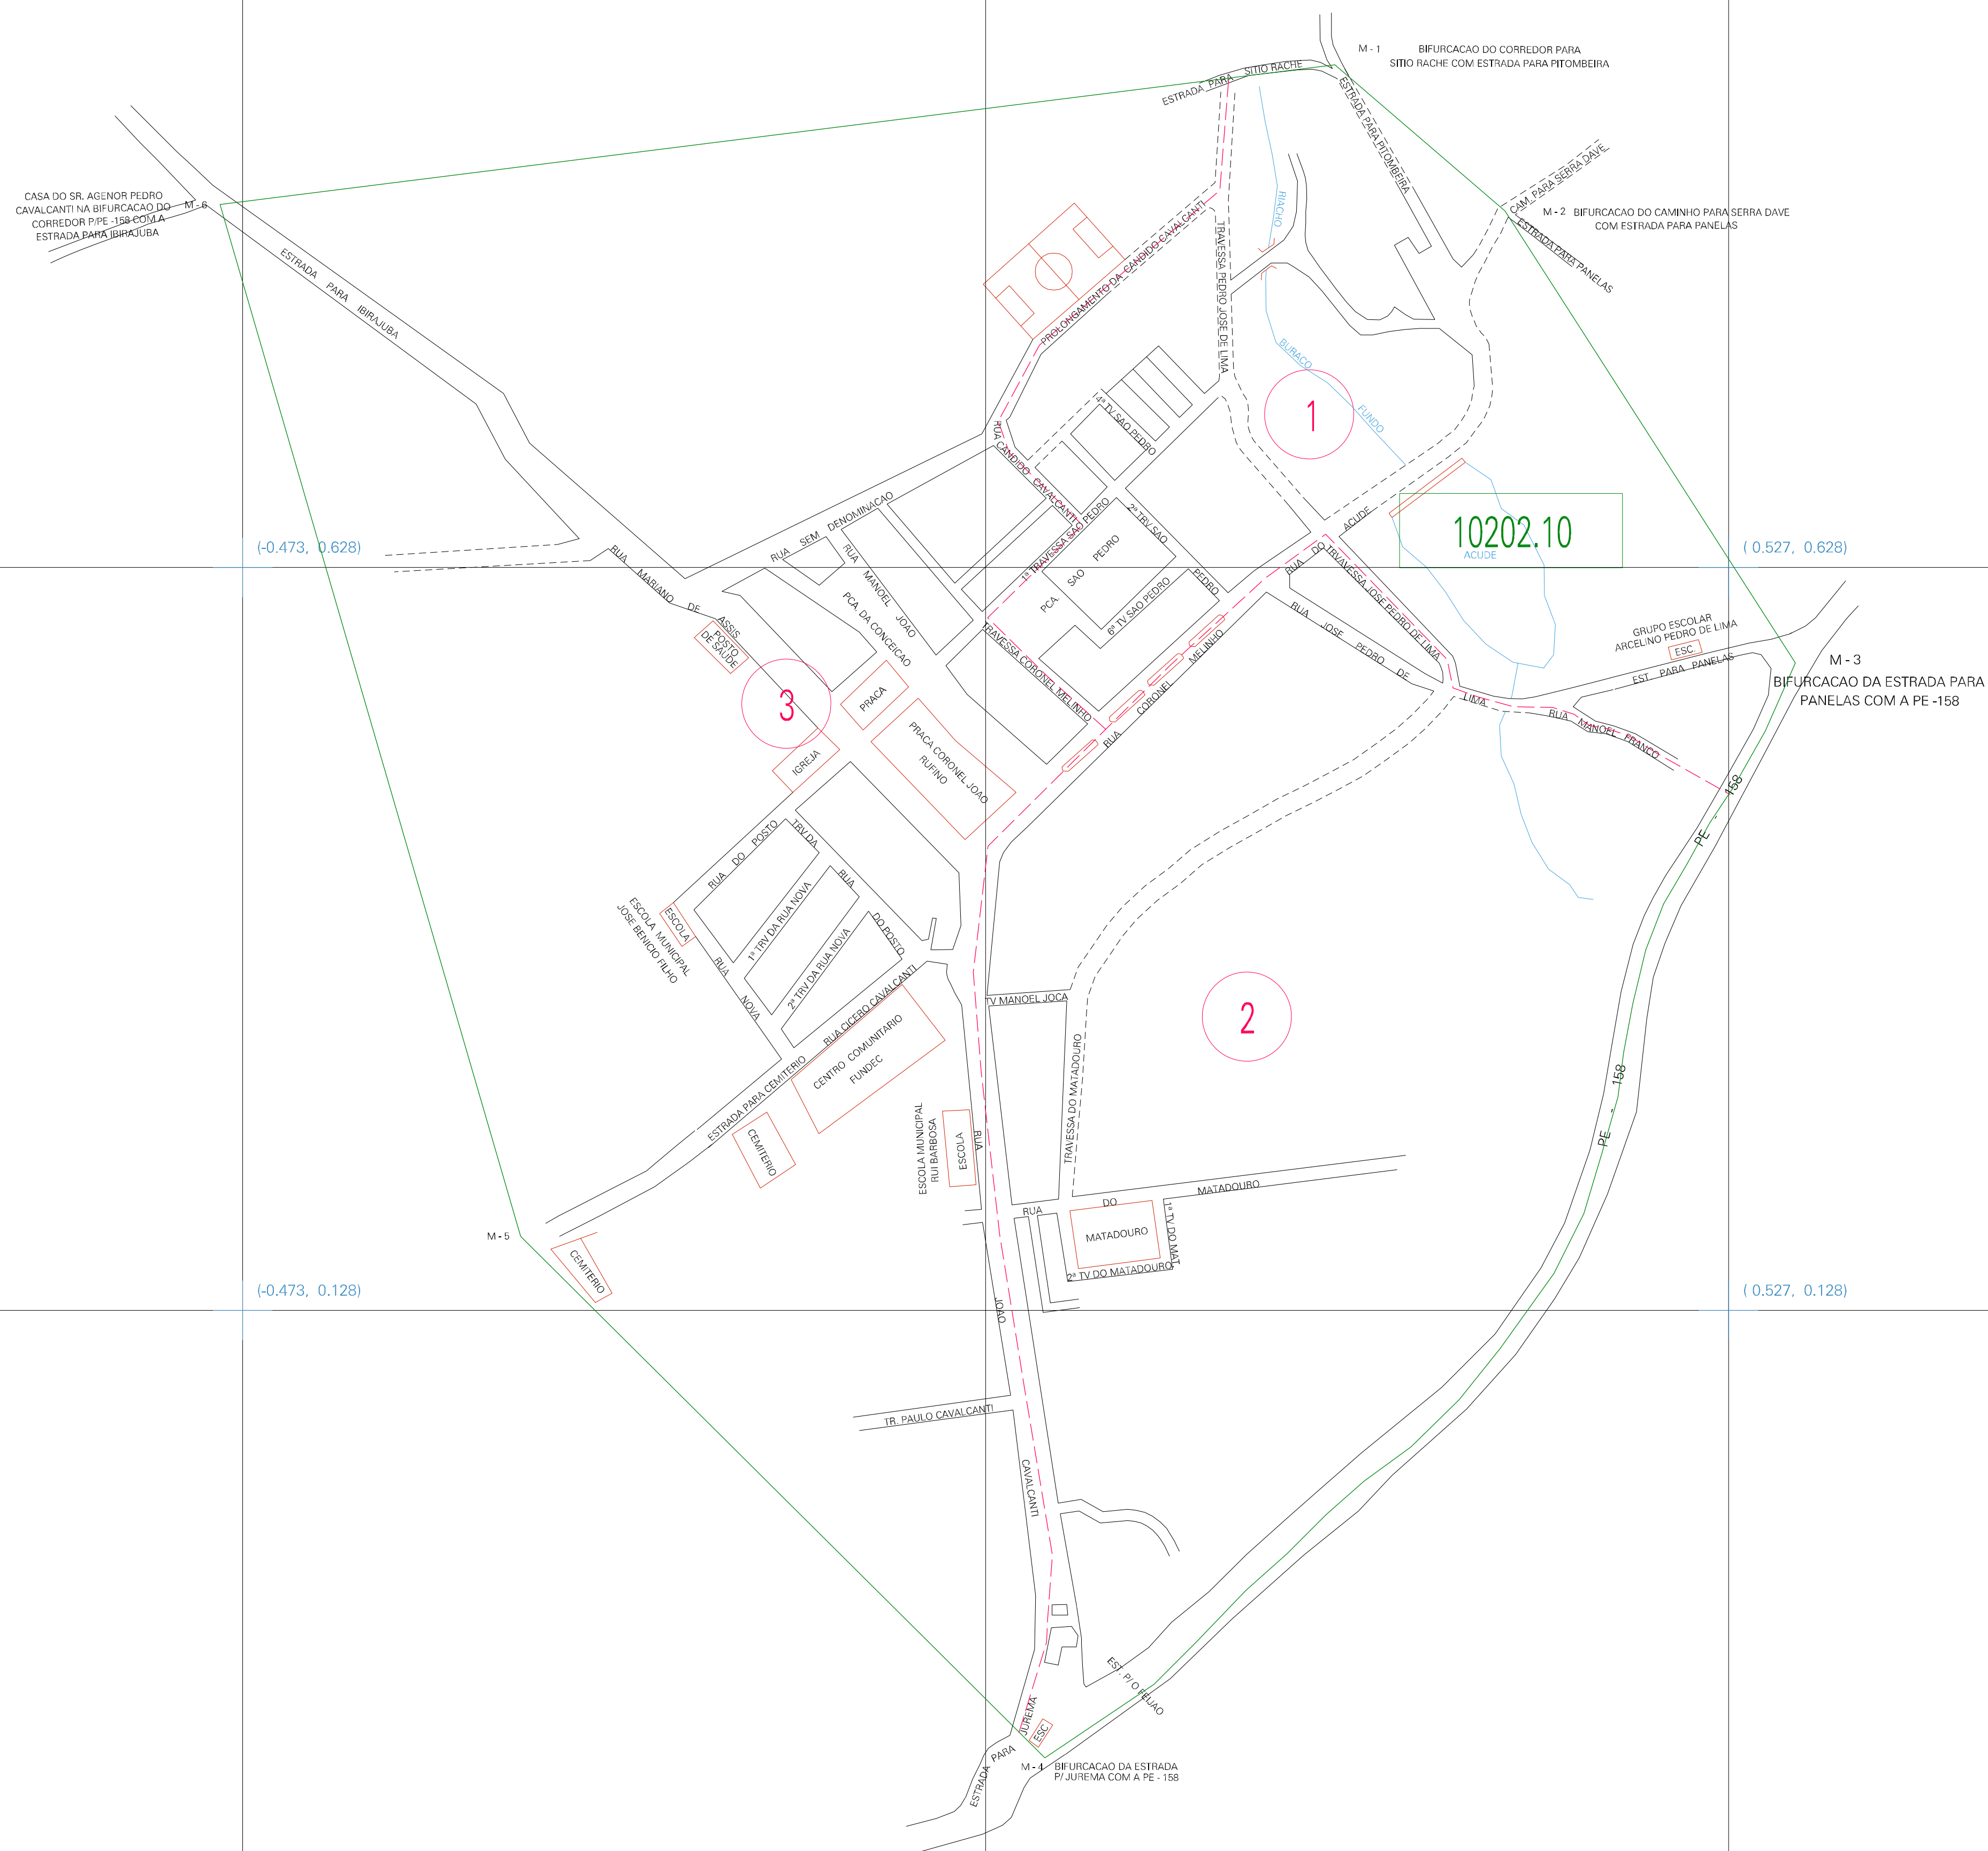 M - 1 BIFURCACAO DO CORREDOR PARA
SITIO RACHE COM ESTRADA PARA PITOMBEIRA
ESTRADA PARA SITIO RACHE
ESTRADA PARA PITOMBEIRA
CAM. PARA SERRA DAVE
M - 2 BIFURCACAO DO CAMINHO PARA SERRA DAVE
COM ESTRADA PARA PANELAS
ESTRADA PARA PANELAS
CASA DO SR. AGENOR PEDRO
CAVALCANTI NA BIFURCACAO DO
CORREDOR P/PE -158 COM A
ESTRADA PARA IBIRAJUBA
M - 6
ESTRADA PARA IBIRAJUBA
RIACHO
BURACO
FUNDO
PROLONGAMENTO DA CANDIDO CAVALCANTI
TRAVESSA PEDRO JOSE DE LIMA
1
4ª TV SAO PEDRO
RUA CANDIDO CAVALCANTI
RUA SEM DENOMINACAO
1ª TRAVESSA SAO PEDRO
2ª TRV SAO PEDRO
PCA. SAO PEDRO
6ª TV SAO PEDRO
RUA DO ACUDE
10202.10
ACUDE
(-0.473, 0.628)
( 0.527, 0.628)
RUA MARIANO DE ASSIS
RUA MANOEL JOAO
PCA. DA CONCEICAO
POSTO
DE SAUDE
TRAVESSA CORONEL MELINHO
RUA CORONEL MELINHO
TRVAVESSA JOSE PEDRO DE LIMA
RUA JOSE PEDRO DE LIMA
GRUPO ESCOLAR
ARCELINO PEDRO DE LIMA
ESC.
EST. PARA PANELAS
M - 3
BIFURCACAO DA ESTRADA PARA
PANELAS COM A PE -158
RUA MANOEL FRANCO
PE - 158
3
PRACA
PRACA CORONEL JOAO
RUFINO
IGREJA
RUA DO POSTO
TRV DA RUA DO POSTO
1ª TRV DA RUA NOVA
2ª TRV DA RUA NOVA
ESCOLA
ESCOLA MUNICIPAL
JOSE BENICIO FILHO
RUA NOVA
RUA CICERO CAVALCANTI
CENTRO COMUNITARIO
FUNDEC
ESTRADA PARA CEMITERIO
CEMITERIO
TV MANOEL JOCA
2
TRAVESSA DO MATADOURO
PE - 158
ESCOLA MUNICIPAL
RUI BARBOSA
ESCOLA
RUA JOAO CAVALCANTI
RUA DO MATADOURO
MATADOURO
1ª TV DO MAT.
2ª TV DO MATADOURO
M - 5
CEMITERIO
(-0.473, 0.128)
( 0.527, 0.128)
TR. PAULO CAVALCANTI
EST. P/ O FEIJAO
ESC
ESTRADA PARA JUREMA
M - 4 BIFURCACAO DA ESTRADA
P/ JUREMA COM A PE - 158